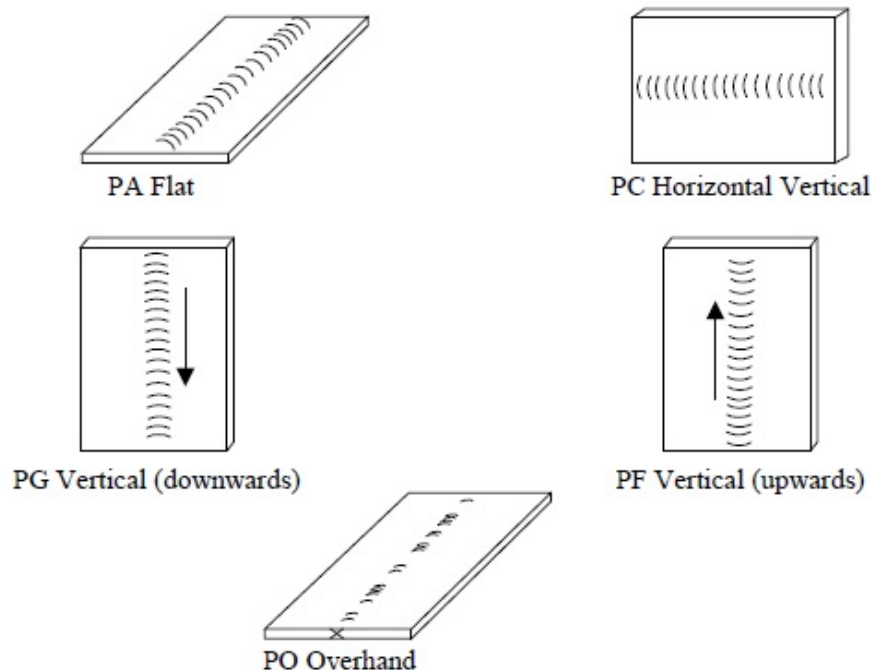 PA Flat
PC Horizontal Vertical
PG Vertical (downwards)
PF Vertical (upwards)
PO Overhand